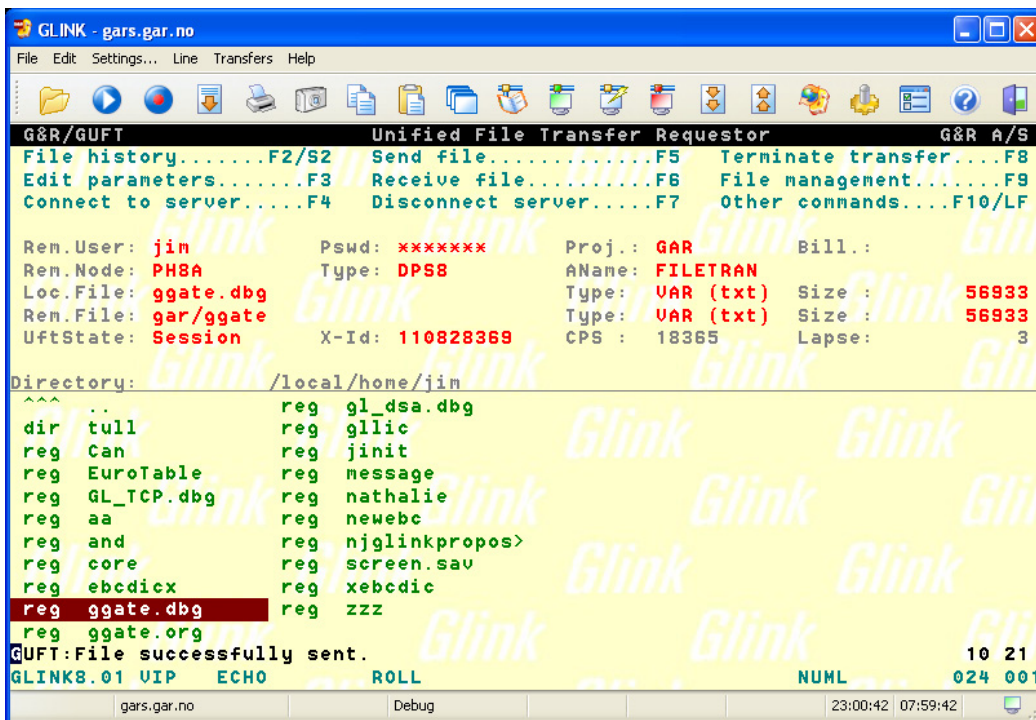 GLINK - gars.gar.no
File Edit Settings... Line Transfers Help
G&R/GUFT Unified File Transfer Requestor G&R A/S
File history.......F2/S2 Send file..............F5 Terminate transfer....F8
Edit parameters.......F3 Receive file...........F6 File management.......F9
Connect to server.....F4 Disconnect server.....F7 Other commands....F10/LF
Rem.User: jim Pswd: ******* Proj.: GAR Bill.:
Rem.Node: PH8A Type: DPS8 AName: FILETRAN
Loc.File: ggate.dbg Type: VAR (txt) Size : 56933
Rem.File: gar/ggate Type: VAR (txt) Size : 56933
UftState: Session X-Id: 110828369 CPS : 18365 Lapse: 3
Directory: /local/home/jim
^^^ .. reg gl_dsa.dbg
dir tull reg gllic
reg Can reg jinit
reg EuroTable reg message
reg GL_TCP.dbg reg nathalie
reg aa reg newebc
reg and reg njglinkpropos>
reg core reg screen.sav
reg ebcdicx reg xebcdic
reg ggate.dbg reg zzz
reg ggate.org
GUFT:File successfully sent. 10 21
GLINK8.01 VIP ECHO ROLL NUML 024 001
gars.gar.no Debug 23:00:42 07:59:42